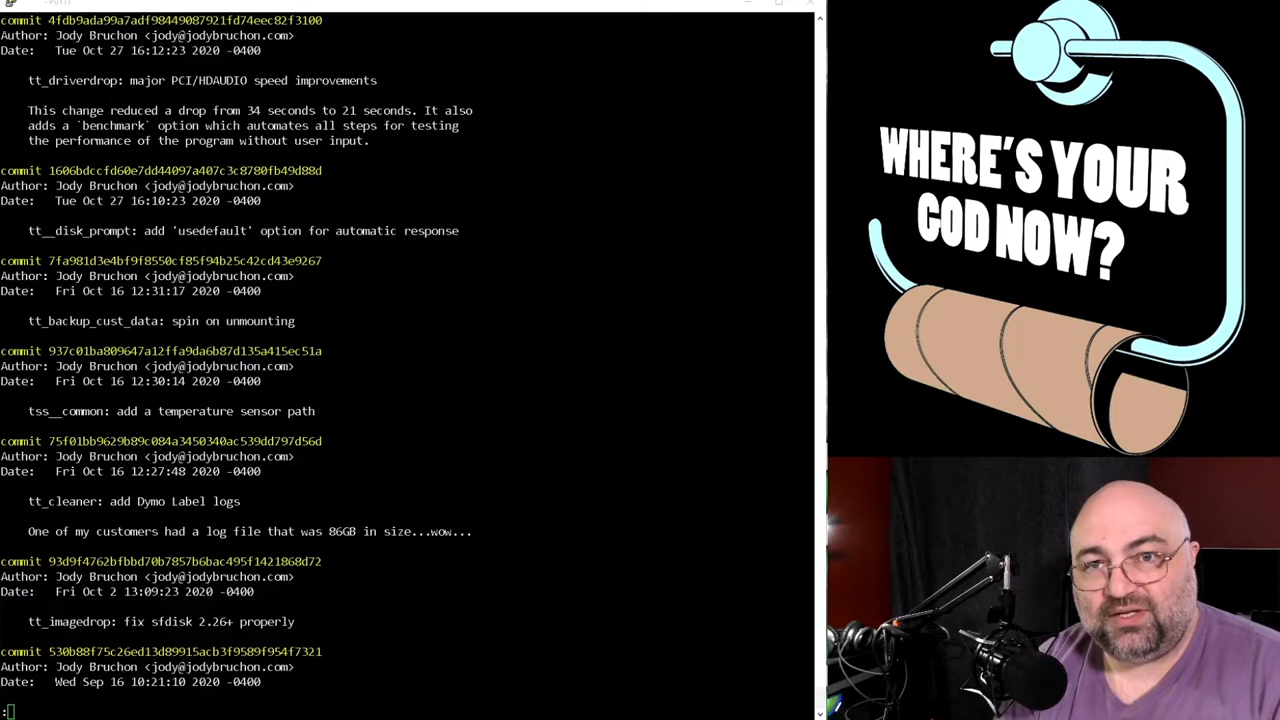 commit 4fdb9ada99a7adf98449087921fd74eec82f3100
Author: Jody Bruchon <jody@jodybruchon.com>
Date:   Tue Oct 27 16:12:23 2020 -0400
tt_driverdrop: major PCI/HDAUDIO speed improvements
This change reduced a drop from 34 seconds to 21 seconds. It also
adds a `benchmark` option which automates all steps for testing
the performance of the program without user input.
commit 1606bdccfd60e7dd44097a407c3c8780fb49d88d
Author: Jody Bruchon <jody@jodybruchon.com>
Date:   Tue Oct 27 16:10:23 2020 -0400
tt__disk_prompt: add 'usedefault' option for automatic response
commit 7fa981d3e4bf9f8550cf85f94b25c42cd43e9267
Author: Jody Bruchon <jody@jodybruchon.com>
Date:   Fri Oct 16 12:31:17 2020 -0400
tt_backup_cust_data: spin on unmounting
commit 937c01ba809647a12ffa9da6b87d135a415ec51a
Author: Jody Bruchon <jody@jodybruchon.com>
Date:   Fri Oct 16 12:30:14 2020 -0400
tss__common: add a temperature sensor path
commit 75f01bb9629b89c084a3450340ac539dd797d56d
Author: Jody Bruchon <jody@jodybruchon.com>
Date:   Fri Oct 16 12:27:48 2020 -0400
tt_cleaner: add Dymo Label logs
One of my customers had a log file that was 86GB in size...wow...
commit 93d9f4762bfbbd70b7857b6bac495f1421868d72
Author: Jody Bruchon <jody@jodybruchon.com>
Date:   Fri Oct 2 13:09:23 2020 -0400
tt_imagedrop: fix sfdisk 2.26+ properly
commit 530b88f75c26ed13d89915acb3f9589f954f7321
Author: Jody Bruchon <jody@jodybruchon.com>
Date:   Wed Sep 16 10:21:10 2020 -0400
:
WHERE'S YOUR
GOD NOW?